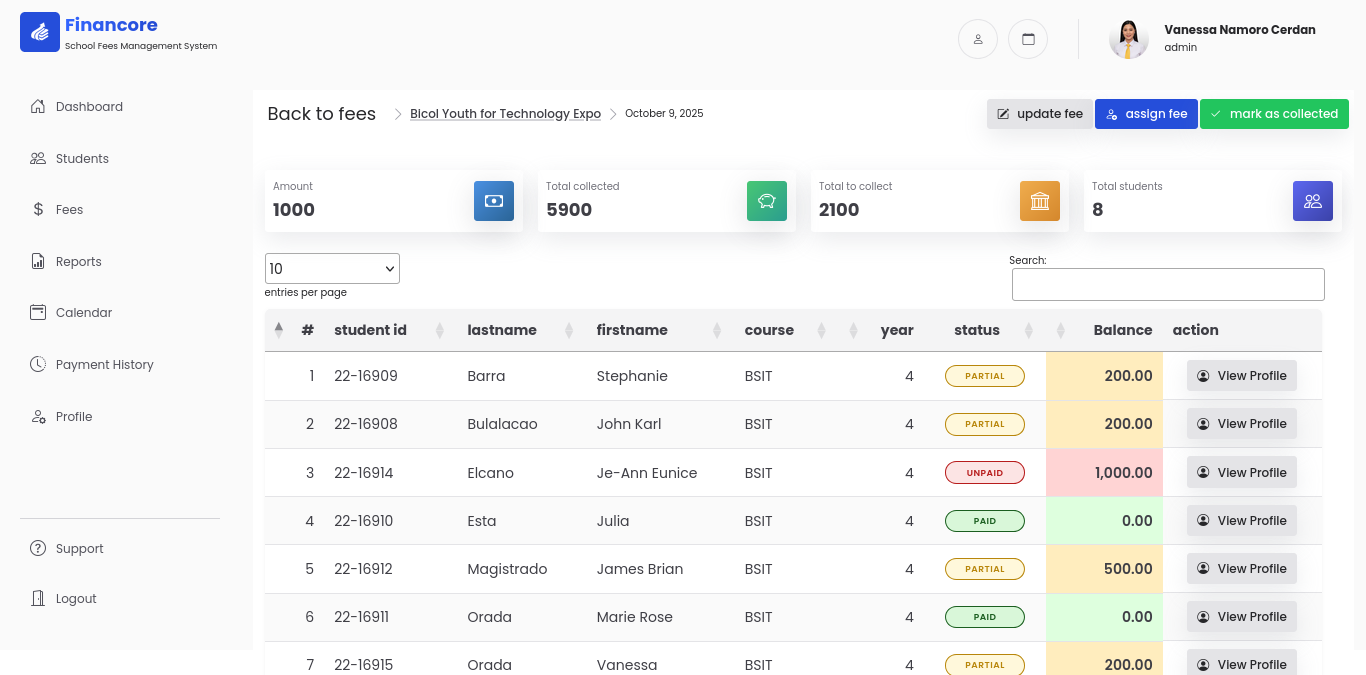 Financore
School Fees Management System
Vanessa Namoro Cerdan
admin
Dashboard
Students
Fees
Reports
Calendar
Payment History
Profile
Support
Logout
Back to fees Bicol Youth for Technology Expo October 9, 2025
update fee assign fee mark as collected
Amount
1000
Total collected
5900
Total to collect
2100
Total students
8
10
entries per page
Search:
# student id lastname firstname course year status Balance action
1 22-16909 Barra Stephanie BSIT 4 PARTIAL 200.00 View Profile
2 22-16908 Bulalacao John Karl BSIT 4 PARTIAL 200.00 View Profile
3 22-16914 Elcano Je-Ann Eunice BSIT 4 UNPAID 1,000.00 View Profile
4 22-16910 Esta Julia BSIT 4 PAID 0.00 View Profile
5 22-16912 Magistrado James Brian BSIT 4 PARTIAL 500.00 View Profile
6 22-16911 Orada Marie Rose BSIT 4 PAID 0.00 View Profile
7 22-16915 Orada Vanessa BSIT 4 PARTIAL 200.00 View Profile